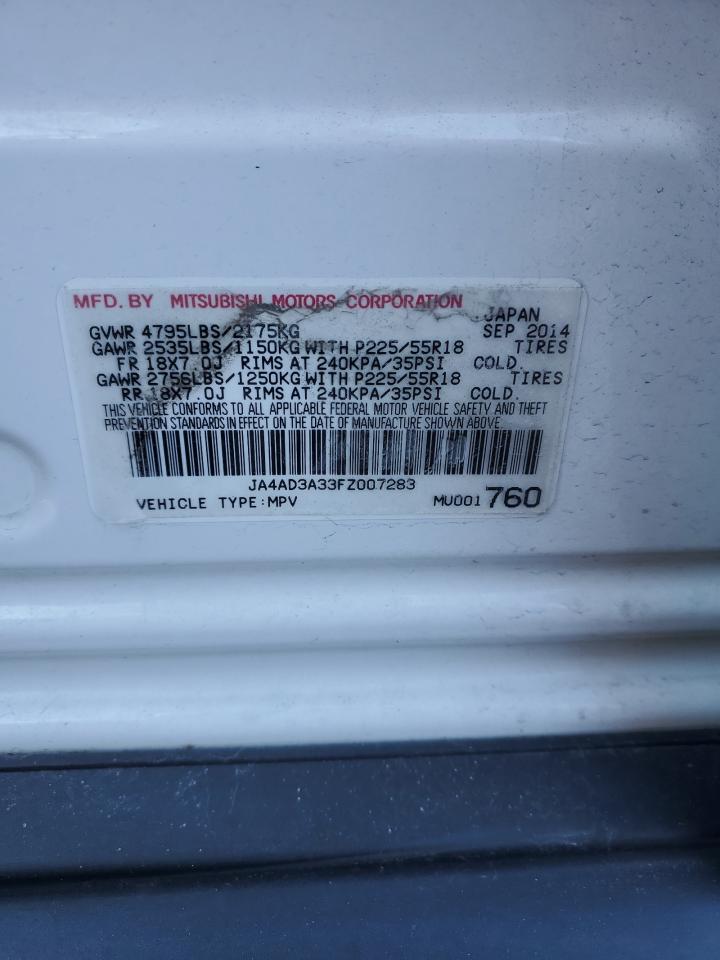 MFD. BY MITSUBISHI MOTORS CORPORATION
JAPAN
GVWR 4795LBS/2175KG SEP 2014
GAWR 2535LBS/1150KG WITH P225/55R18 TIRES
FR 18X7.0J RIMS AT 240KPA/35PSI COLD.
GAWR 2756LBS/1250KG WITH P225/55R18 TIRES
RR 18X7.0J RIMS AT 240KPA/35PSI COLD.
THIS VEHICLE CONFORMS TO ALL APPLICABLE FEDERAL MOTOR VEHICLE SAFETY AND THEFT
PREVENTION STANDARDS IN EFFECT ON THE DATE OF MANUFACTURE SHOWN ABOVE.
JA4AD3A33FZ007283
VEHICLE TYPE:MPV MU001760